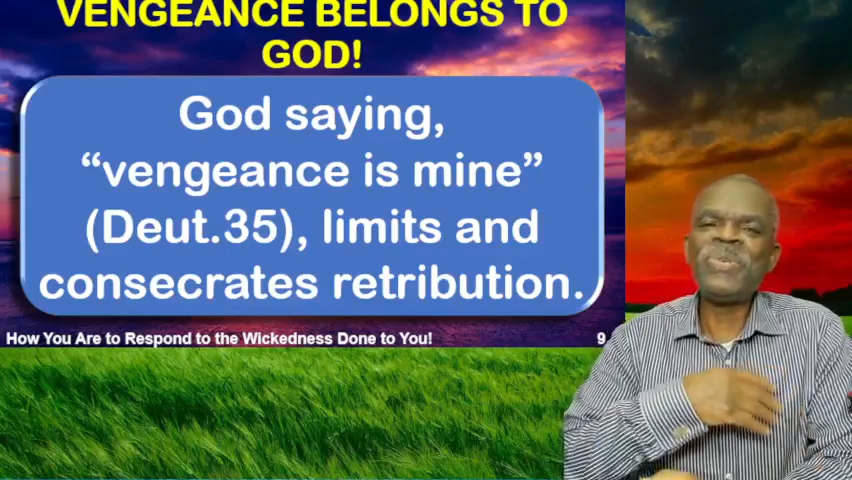 VENGEANCE BELONGS TO
GOD!
God saying,
“vengeance is mine”
(Deut.35), limits and
consecrates retribution.
How You Are to Respond to the Wickedness Done to You!
9